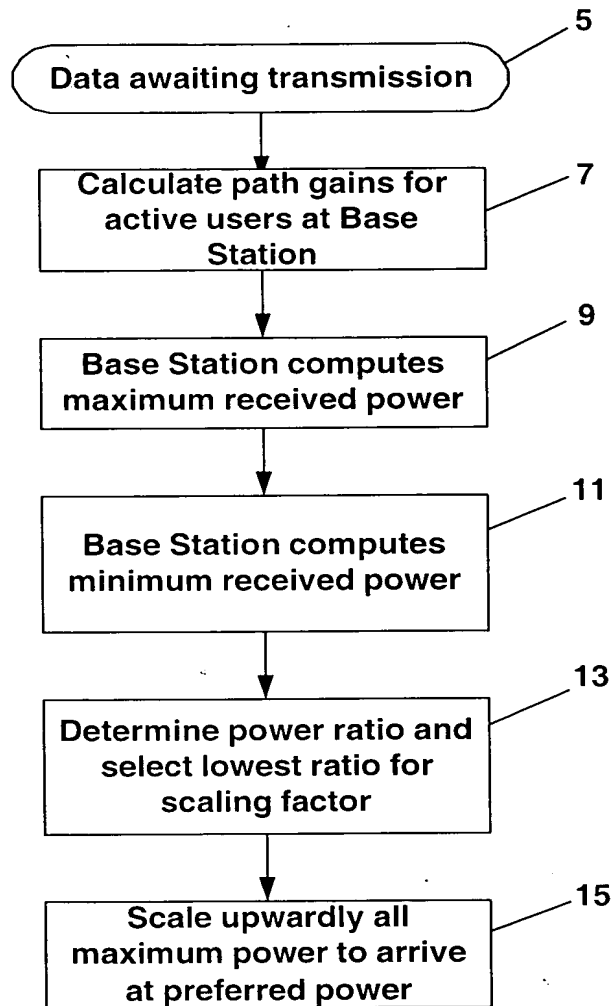 5
Data awaiting transmission
7
Calculate path gains for
active users at Base
Station
9
Base Station computes
maximum received power
11
Base Station computes
minimum received power
13
Determine power ratio and
select lowest ratio for
scaling factor
15
Scale upwardly all
maximum power to arrive
at preferred power